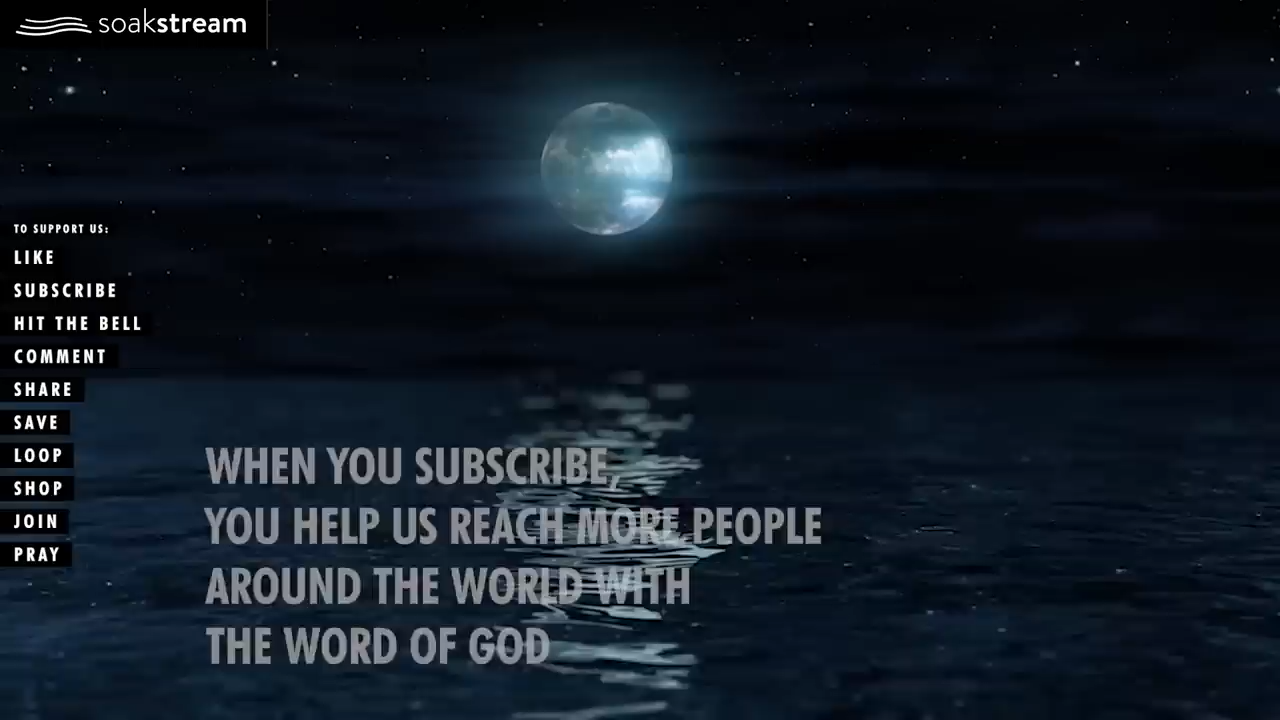 soakstream
TO SUPPORT US:
LIKE
SUBSCRIBE
HIT THE BELL
COMMENT
SHARE
SAVE
LOOP
SHOP
JOIN
PRAY
WHEN YOU SUBSCRIBE,
YOU HELP US REACH MORE PEOPLE
AROUND THE WORLD WITH
THE WORD OF GOD